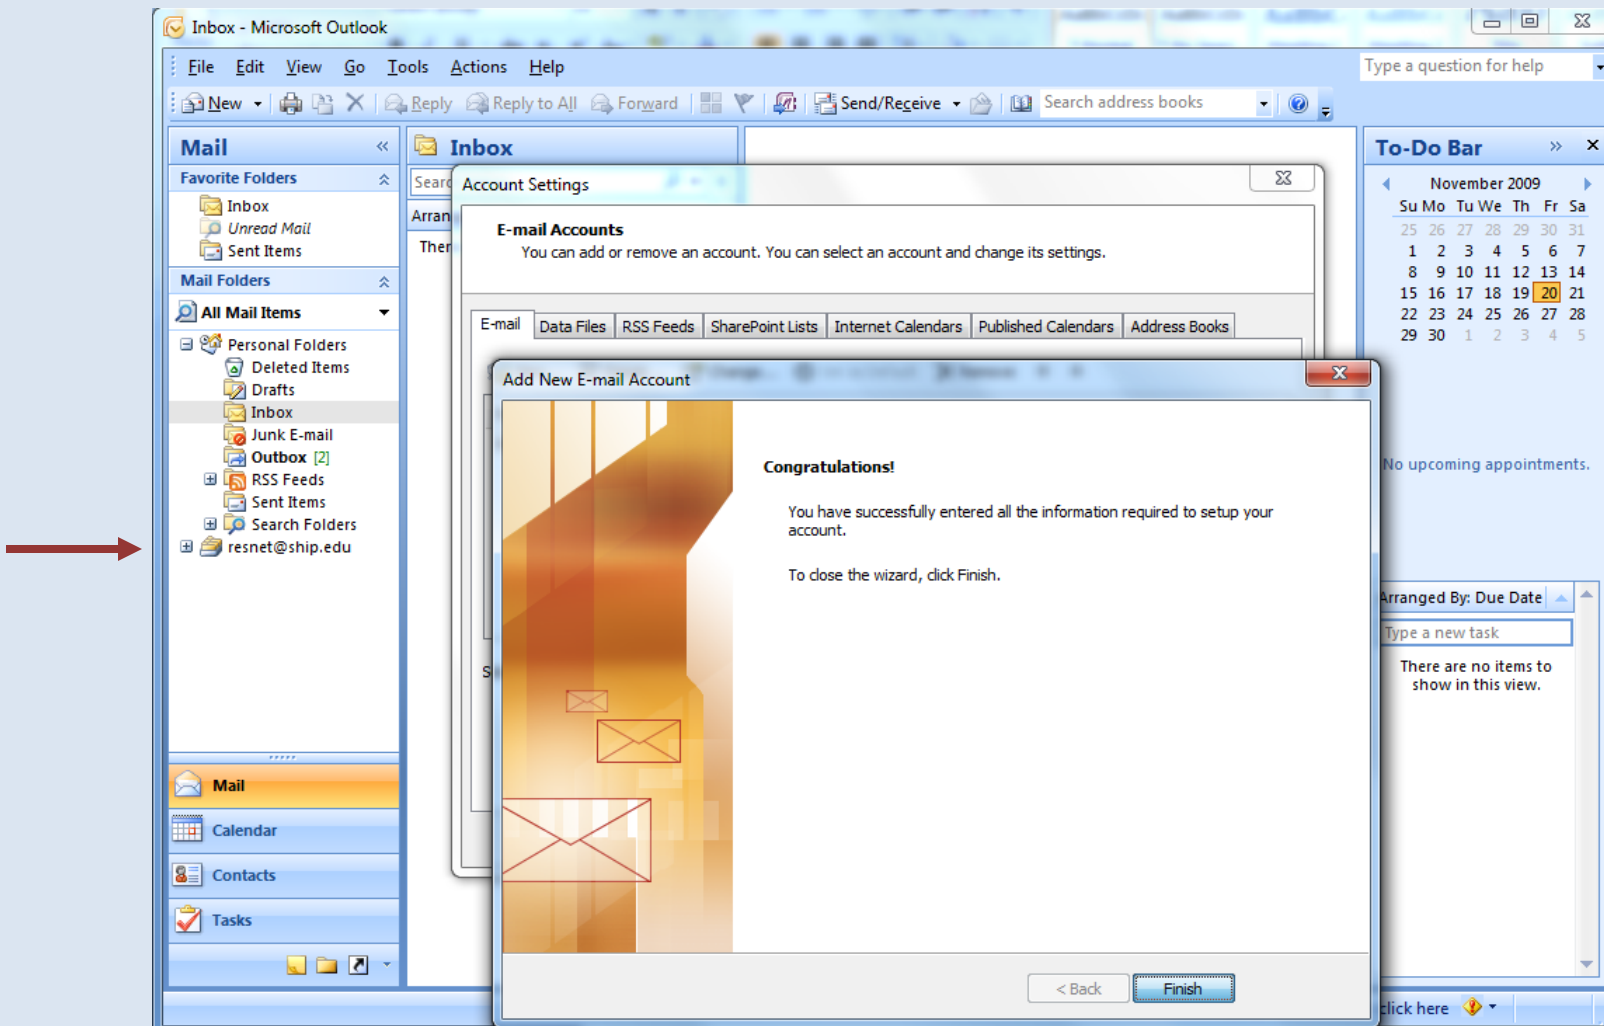 Inbox - Microsoft Outlook
File Edit View Go Tools Actions Help
Type a question for help
New Reply Reply to All Forward Send/Receive Search address books
Mail
Favorite Folders
Inbox
Unread Mail
Sent Items
Mail Folders
All Mail Items
Personal Folders
Deleted Items
Drafts
Inbox
Junk E-mail
Outbox [2]
RSS Feeds
Sent Items
Search Folders
resnet@ship.edu
Mail
Calendar
Contacts
Tasks
Inbox
Account Settings
E-mail Accounts
You can add or remove an account. You can select an account and change its settings.
E-mail Data Files RSS Feeds SharePoint Lists Internet Calendars Published Calendars Address Books
Add New E-mail Account
Congratulations!
You have successfully entered all the information required to setup your
account.
To close the wizard, click Finish.
< Back Finish
To-Do Bar
November 2009
Su Mo Tu We Th Fr Sa
25 26 27 28 29 30 31
1 2 3 4 5 6 7
8 9 10 11 12 13 14
15 16 17 18 19 20 21
22 23 24 25 26 27 28
29 30 1 2 3 4 5
No upcoming appointments.
Arranged By: Due Date
Type a new task
There are no items to
show in this view.
click here